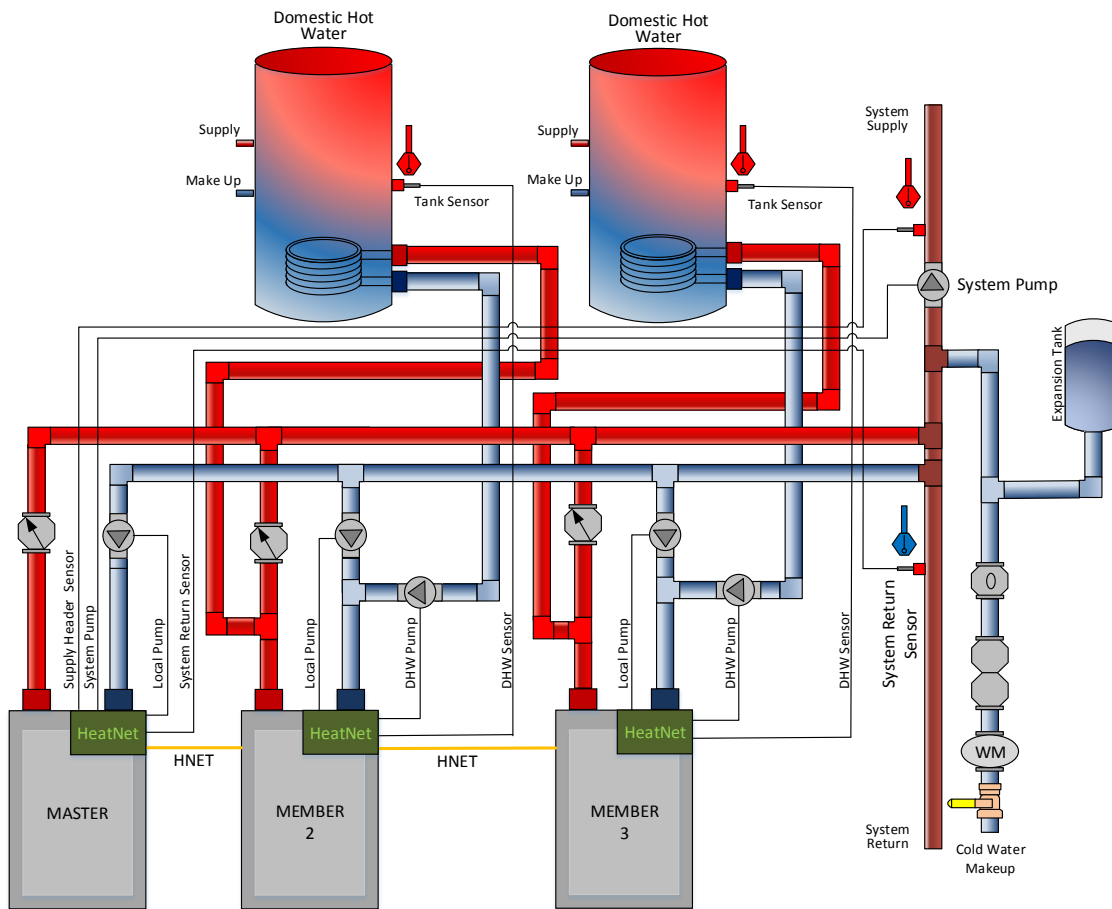 Domestic Hot
Water
Domestic Hot
Water
System
Supply
Supply
Make Up
Tank Sensor
Supply
Make Up
Tank Sensor
System Pump
Expansion Tank
Supply Header Sensor
System Pump
Local Pump
System Return Sensor
Local Pump
DHW Pump
DHW Sensor
Local Pump
DHW Pump
DHW Sensor
System Return
Sensor
HeatNet
HeatNet
HeatNet
HNET
HNET
WM
MASTER
MEMBER
2
MEMBER
3
System
Return
Cold Water
Makeup